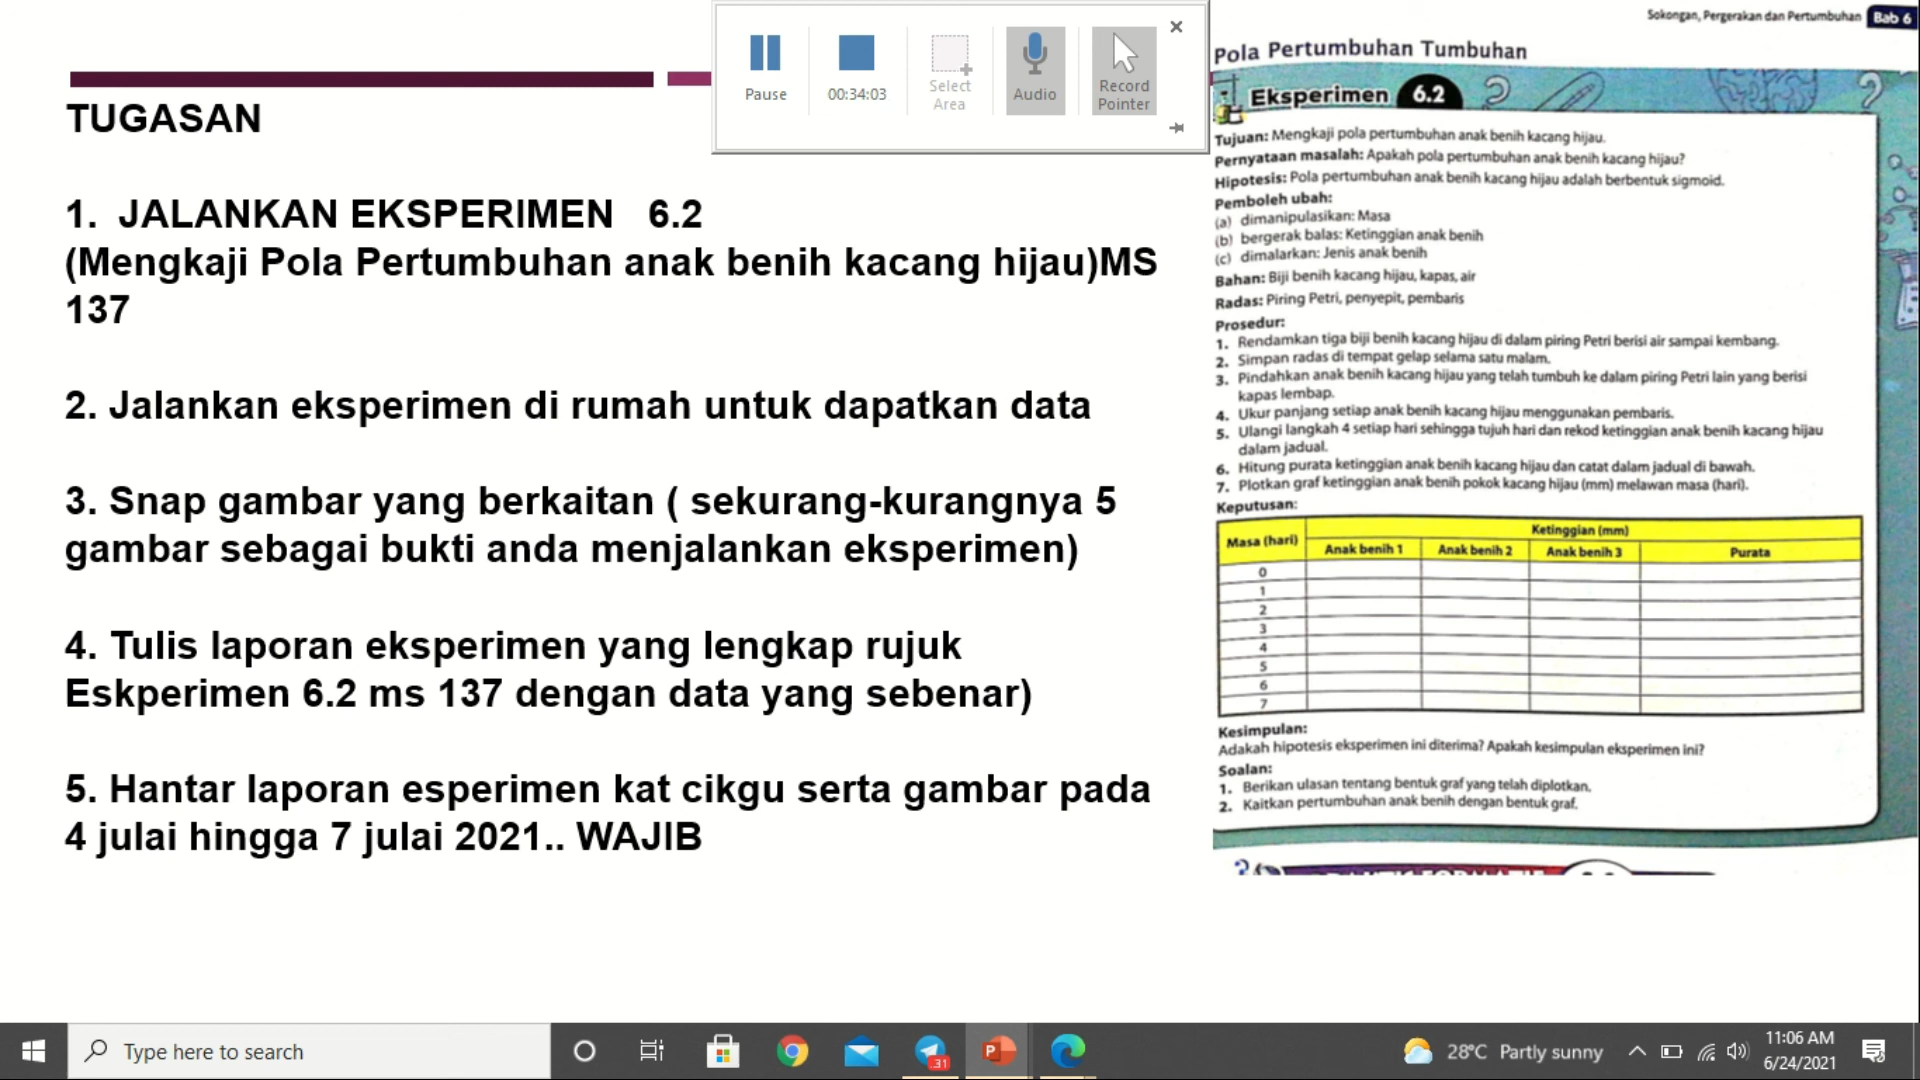 TUGASAN
1. JALANKAN EKSPERIMEN 6.2
(Mengkaji Pola Pertumbuhan anak benih kacang hijau)MS
137
2. Jalankan eksperimen di rumah untuk dapatkan data
3. Snap gambar yang berkaitan ( sekurang-kurangnya 5
gambar sebagai bukti anda menjalankan eksperimen)
4. Tulis laporan eksperimen yang lengkap rujuk
Eskperimen 6.2 ms 137 dengan data yang sebenar)
5. Hantar laporan esperimen kat cikgu serta gambar pada
4 julai hingga 7 julai 2021.. WAJIB
Pause
00:34:03
Select
Area
Audio
Record
Pointer
Sokongan, Pergerakan dan Pertumbuhan Bab 6
Pola Pertumbuhan Tumbuhan
Eksperimen 6.2
Tujuan: Mengkaji pola pertumbuhan anak benih kacang hijau.
Pernyataan masalah: Apakah pola pertumbuhan anak benih kacang hijau?
Hipotesis: Pola pertumbuhan anak benih kacang hijau adalah berbentuk sigmoid.
Pemboleh ubah:
(a) dimanipulasikan: Masa
(b) bergerak balas: Ketinggian anak benih
(c) dimalarkan: Jenis anak benih
Bahan: Biji benih kacang hijau, kapas, air
Radas: Piring Petri, penyepit, pembaris
Prosedur:
1. Rendamkan tiga biji benih kacang hijau di dalam piring Petri berisi air sampai kembang.
2. Simpan radas di tempat gelap selama satu malam.
3. Pindahkan anak benih kacang hijau yang telah tumbuh ke dalam piring Petri lain yang berisi
kapas lembap.
4. Ukur panjang setiap anak benih kacang hijau menggunakan pembaris.
5. Ulangi langkah 4 setiap hari sehingga tujuh hari dan rekod ketinggian anak benih kacang hijau
dalam jadual.
6. Hitung purata ketinggian anak benih kacang hijau dan catat dalam jadual di bawah.
7. Plotkan graf ketinggian anak benih pokok kacang hijau (mm) melawan masa (hari).
Keputusan:
Masa (hari) Ketinggian (mm)
Anak benih 1 Anak benih 2 Anak benih 3 Purata
0
1
2
3
4
5
6
7
Kesimpulan:
Adakah hipotesis eksperimen ini diterima? Apakah kesimpulan eksperimen ini?
Soalan:
1. Berikan ulasan tentang bentuk graf yang telah diplotkan.
2. Kaitkan pertumbuhan anak benih dengan bentuk graf.
Type here to search
31
28°C Partly sunny
11:06 AM
6/24/2021